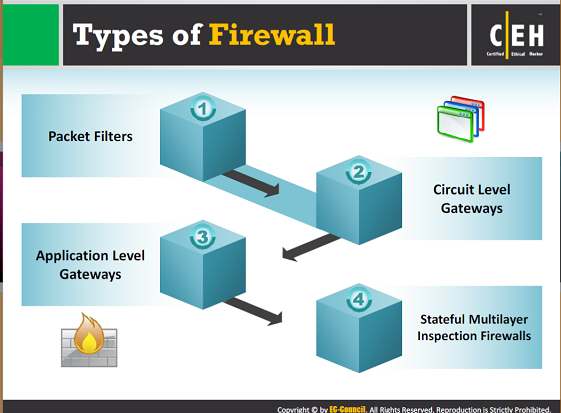 Types of Firewall
C|EH
Certified Ethical Hacker
1
Packet Filters
2
Circuit Level
Gateways
3
Application Level
Gateways
4
Stateful Multilayer
Inspection Firewalls
Copyright © by EG-Council. All Rights Reserved. Reproduction is Strictly Prohibited.